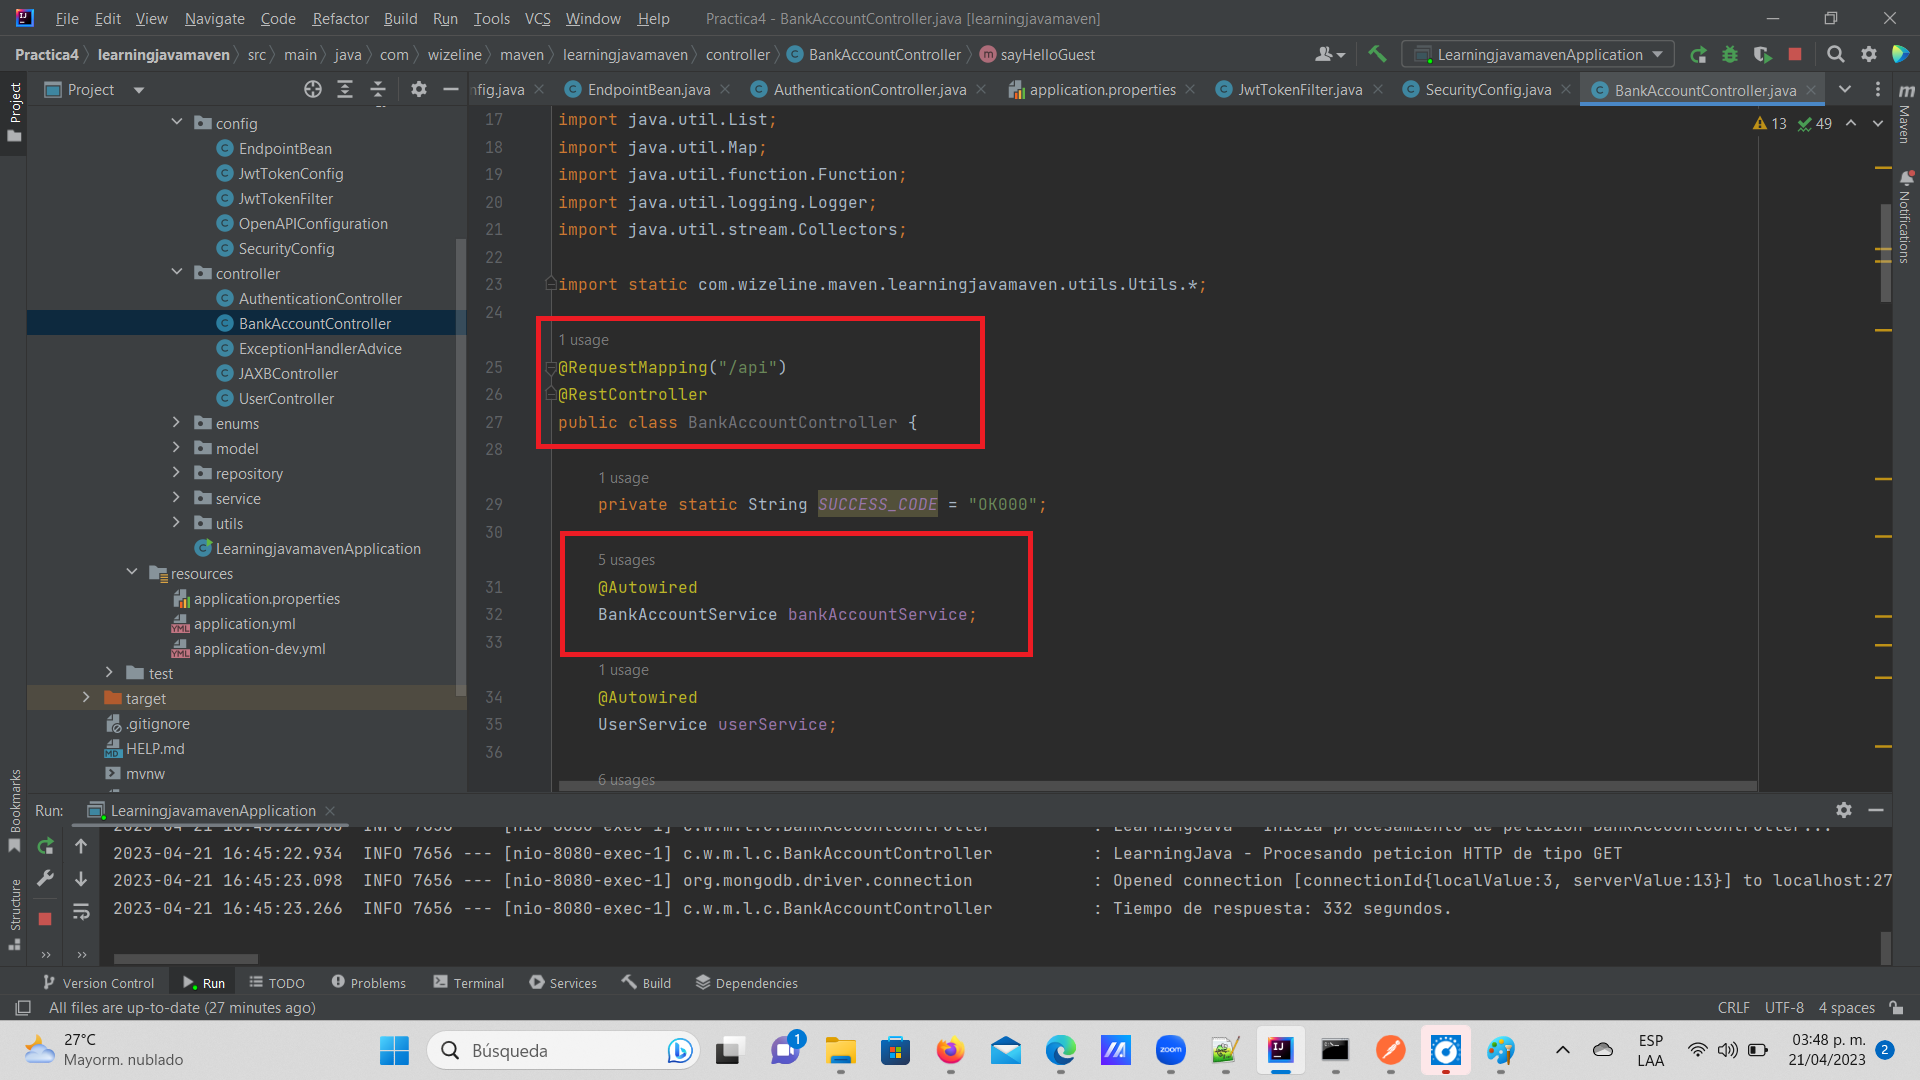 File Edit View Navigate Code Refactor Build Run Tools VCS Window Help Practica4 - BankAccountController.java [learningjavamaven]
Practica4 learningjavamaven src main java com wizeline maven learningjavamaven controller BankAccountController sayHelloGuest LearningjavamavenApplication
Project
nfig.java EndpointBean.java AuthenticationController.java application.properties JwtTokenFilter.java SecurityConfig.java BankAccountController.java
Project
Maven
Notifications
Bookmarks
Structure
config
EndpointBean
JwtTokenConfig
JwtTokenFilter
OpenAPIConfiguration
SecurityConfig
controller
AuthenticationController
BankAccountController
ExceptionHandlerAdvice
JAXBController
UserController
enums
model
repository
service
utils
LearningjavamavenApplication
resources
application.properties
application.yml
application-dev.yml
test
target
.gitignore
HELP.md
mvnw
13 49
17 import java.util.List;
18 import java.util.Map;
19 import java.util.function.Function;
20 import java.util.logging.Logger;
21 import java.util.stream.Collectors;
22
23 import static com.wizeline.maven.learningjavamaven.utils.Utils.*;
24
1 usage
25 @RequestMapping("/api")
26 @RestController
27 public class BankAccountController {
28
1 usage
29 private static String SUCCESS_CODE = "OK000";
30
5 usages
31 @Autowired
32 BankAccountService bankAccountService;
33
1 usage
34 @Autowired
35 UserService userService;
36
6 usages
Run: LearningjavamavenApplication
2023-04-21 16:45:22.934 INFO 7656 --- [nio-8080-exec-1] c.w.m.l.c.BankAccountController : LearningJava - Procesando peticion HTTP de tipo GET
2023-04-21 16:45:23.098 INFO 7656 --- [nio-8080-exec-1] org.mongodb.driver.connection : Opened connection [connectionId{localValue:3, serverValue:13}] to localhost:27
2023-04-21 16:45:23.266 INFO 7656 --- [nio-8080-exec-1] c.w.m.l.c.BankAccountController : Tiempo de respuesta: 332 segundos.
Version Control Run TODO Problems Terminal Services Build Dependencies
All files are up-to-date (27 minutes ago) CRLF UTF-8 4 spaces
27°C
Mayorm. nublado
Búsqueda
1
zoom
ESP
LAA
03:48 p. m.
21/04/2023
2